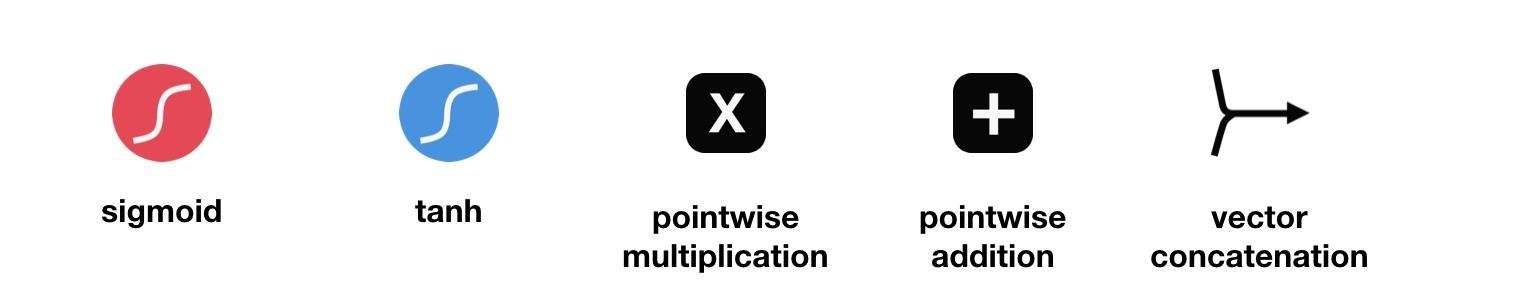 X
+
sigmoid
tanh
pointwise
multiplication
pointwise
addition
vector
concatenation